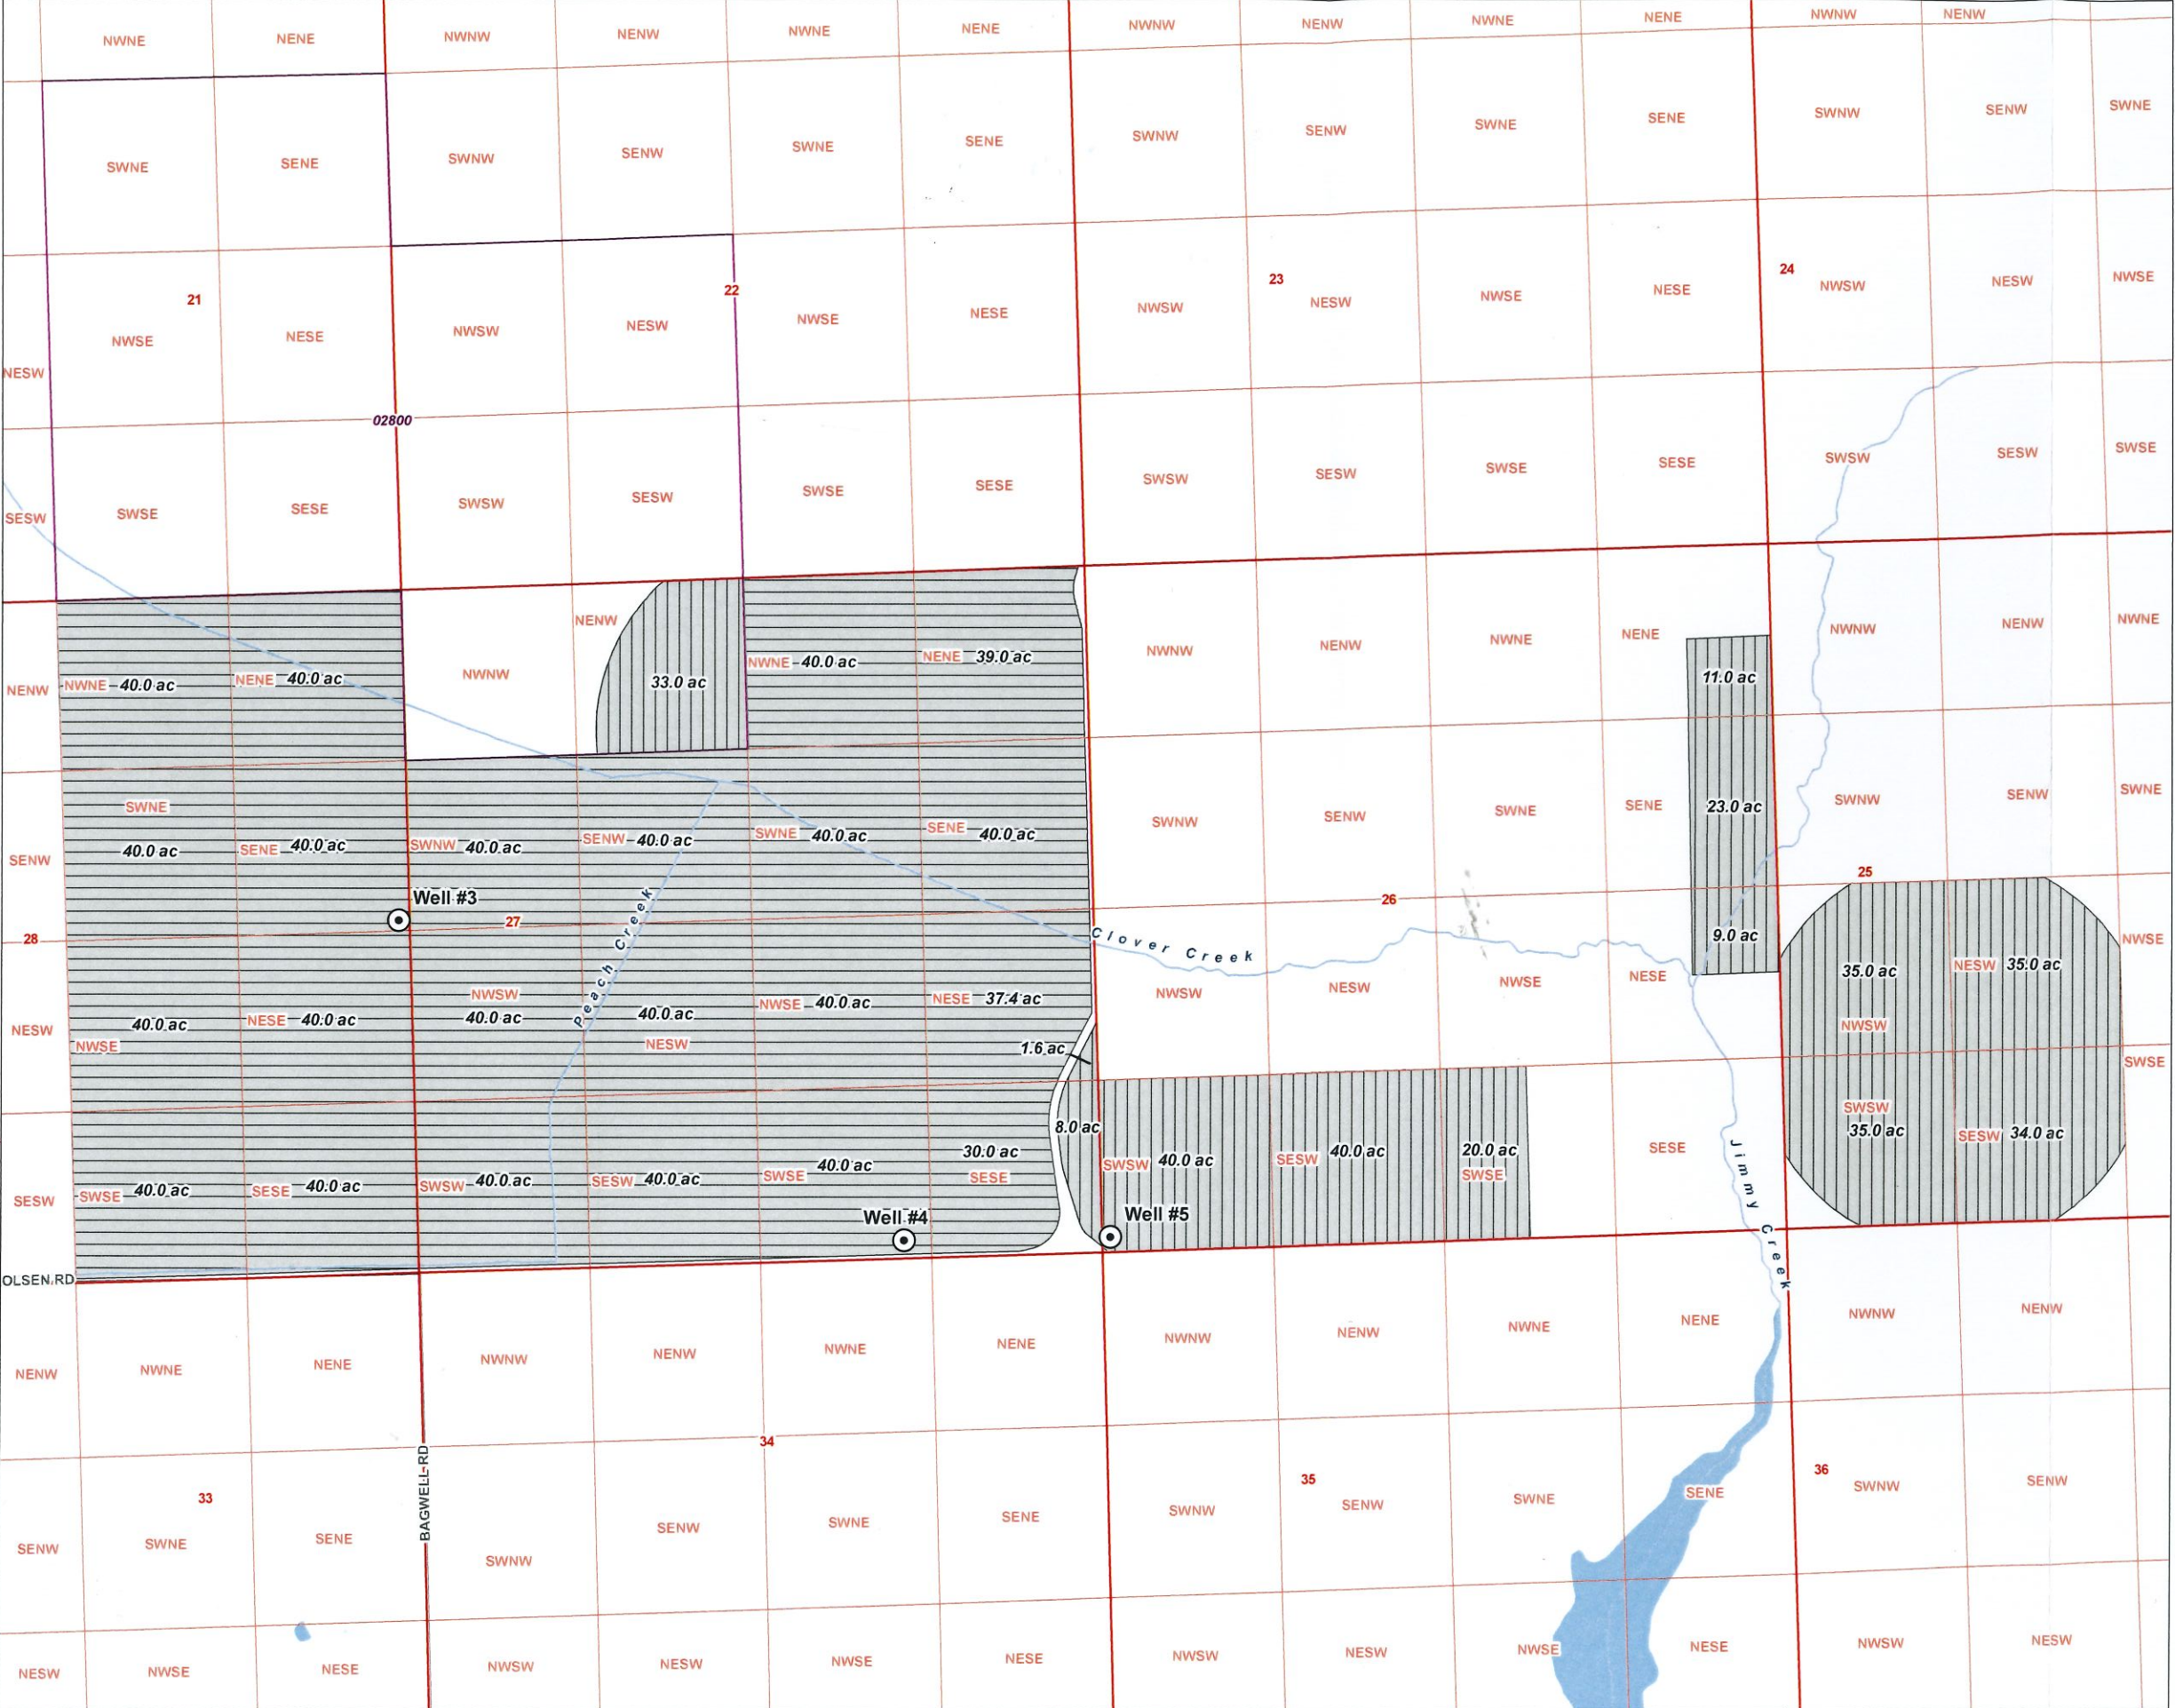 NWNE NENE NWNW NENW NWNE NENE NWNW NENW NWNE NENE NWNW NENW
SWNE SENE SWNW SENW SWNE SENE SWNW SENW SWNE SENE SWNW SENW SWNE
21 22 23 24
NESW NWSE NESE NWSW NESW NWSE NESE NWSW NESW NWSE NESE NWSW NESW NWSE
02800
SESW SWSE SESE SWSW SESW SWSE SESE SWSW SESW SWSE SESE SWSW SESW SWSE
NENW NWNE 40.0 ac NENE 40.0 ac NWNW NENW 33.0 ac NWNE 40.0 ac NENE 39.0 ac NWNW NENW NWNE NENE 11.0 ac NWNW NENW NWNE
SENW SWNE 40.0 ac SENE 40.0 ac SWNW 40.0 ac SENW 40.0 ac SWNE 40.0 ac SENE 40.0 ac SWNW SENW SWNE SENE 23.0 ac SWNW SENW SWNE
Well #3
28 27 26 25
Peach Creek
Clover Creek
NESW NWSE 40.0 ac NESE 40.0 ac NWSW 40.0 ac NESW 40.0 ac NWSE 40.0 ac NESE 37.4 ac 1.6 ac NWSW NESW NWSE NESE 9.0 ac NWSW 35.0 ac NESW 35.0 ac NWSE
SESW SWSE 40.0 ac SESE 40.0 ac SWSW 40.0 ac SESW 40.0 ac SWSE 40.0 ac SESE 30.0 ac 8.0 ac SWSW 40.0 ac SESW 40.0 ac SWSE 20.0 ac SESE SWSW 35.0 ac SESW 34.0 ac SWSE
Well #4
Well #5
Jimmy Creek
OLSEN RD
NENW NWNE NENE NWNW NENW NWNE NENE NWNW NENW NWNE NENE NWNW NENW
BAGWELL RD
33 34 35 36
SENW SWNE SENE SWNW SENW SWNE SENE SWNW SENW SWNE SENE SWNW SENW
NESW NWSE NESE NWSW NESW NWSE NESE NWSW NESW NWSE NESE NWSW NESW